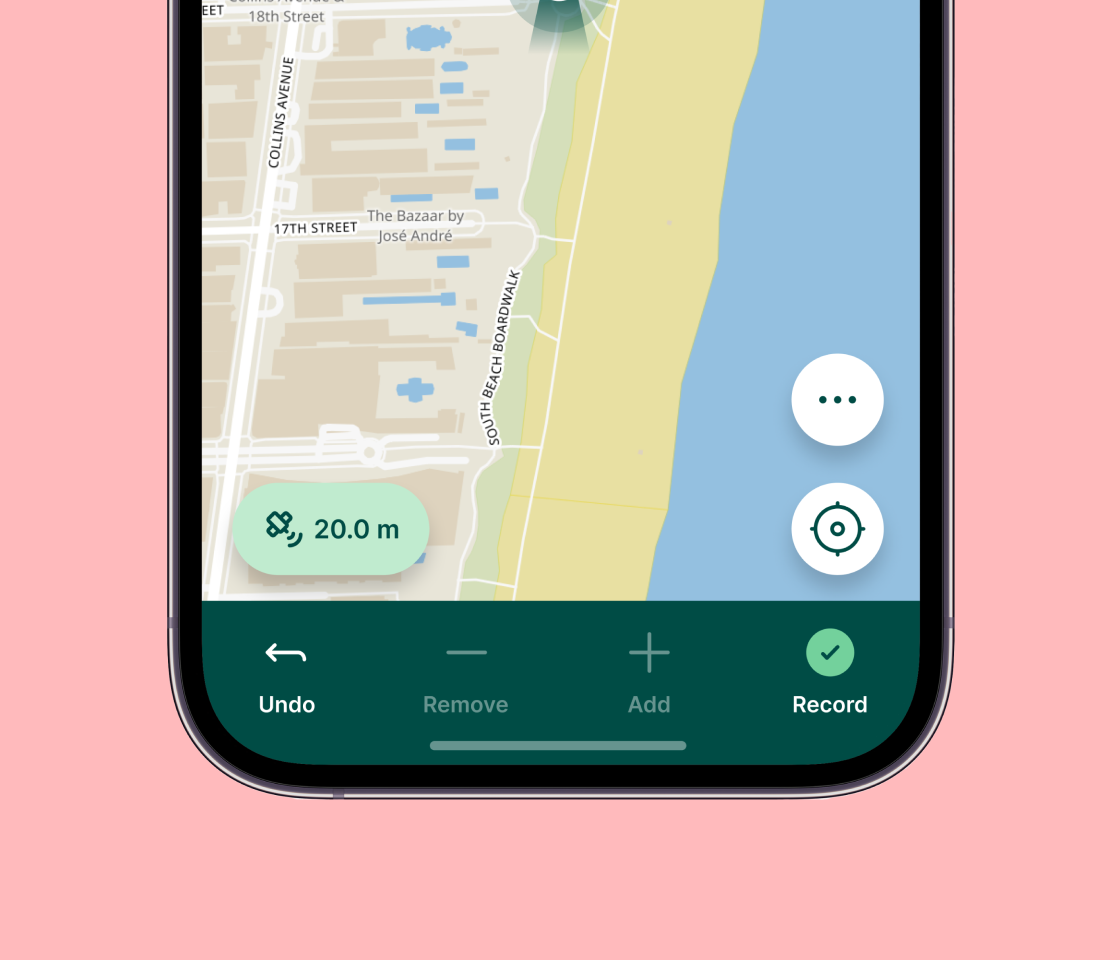 EET
Collins Avenue &
18th Street
COLLINS AVENUE
17TH STREET
The Bazaar by
José André
SOUTH BEACH BOARDWALK
20.0 m
Undo
Remove
Add
Record